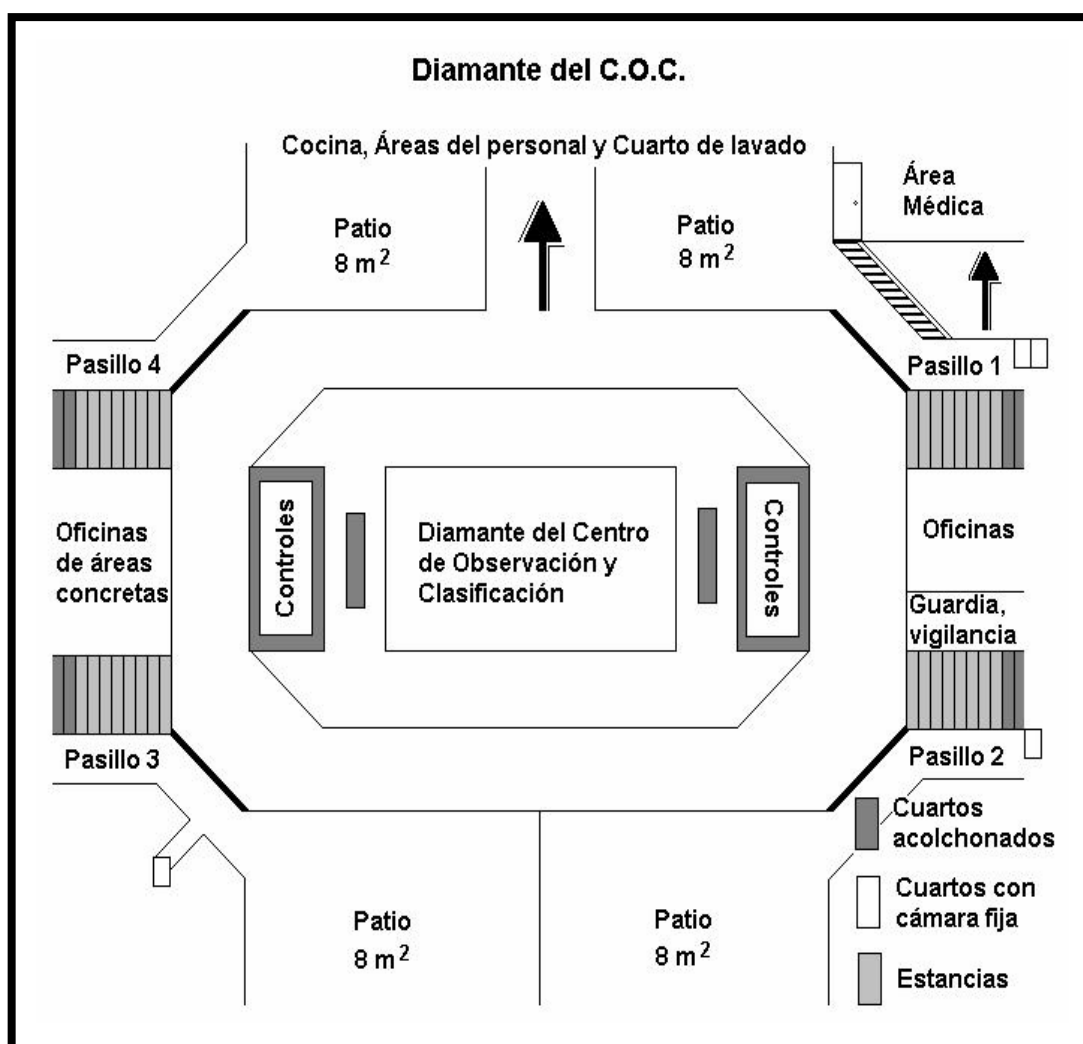 Diamante del C.O.C.
Cocina, Áreas del personal y Cuarto de lavado
Área
Médica
Patio
8 m²
Patio
8 m²
Pasillo 4
Pasillo 1
Oficinas
de áreas
concretas
Controles
Diamante del Centro
de Observación y
Clasificación
Controles
Oficinas
Guardia,
vigilancia
Pasillo 3
Pasillo 2
Cuartos
acolchonados
Cuartos con
cámara fija
Estancias
Patio
8 m²
Patio
8 m²